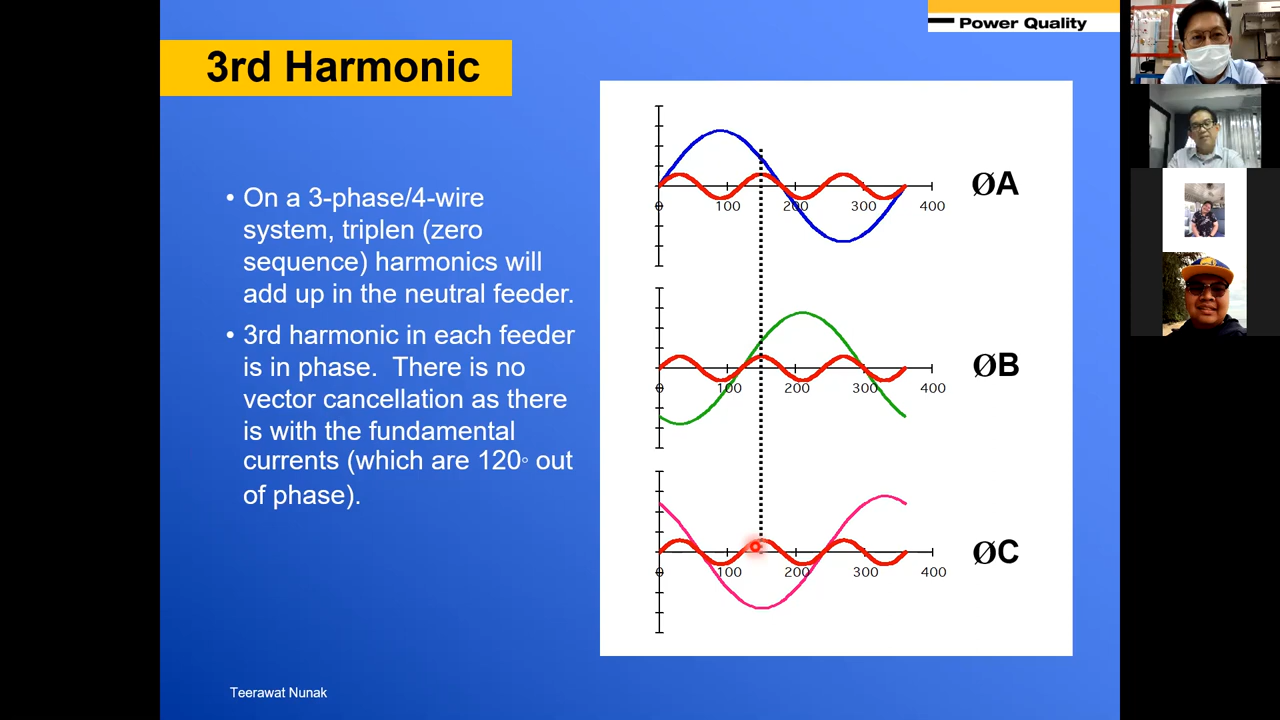 Power Quality
3rd Harmonic
• On a 3-phase/4-wire
system, triplen (zero
sequence) harmonics will
add up in the neutral feeder.
• 3rd harmonic in each feeder
is in phase.  There is no
vector cancellation as there
is with the fundamental
currents (which are 120° out
of phase).
ØA
0 100 200 300 400
ØB
0 100 200 300 400
ØC
0 100 200 300 400
Teerawat Nunak